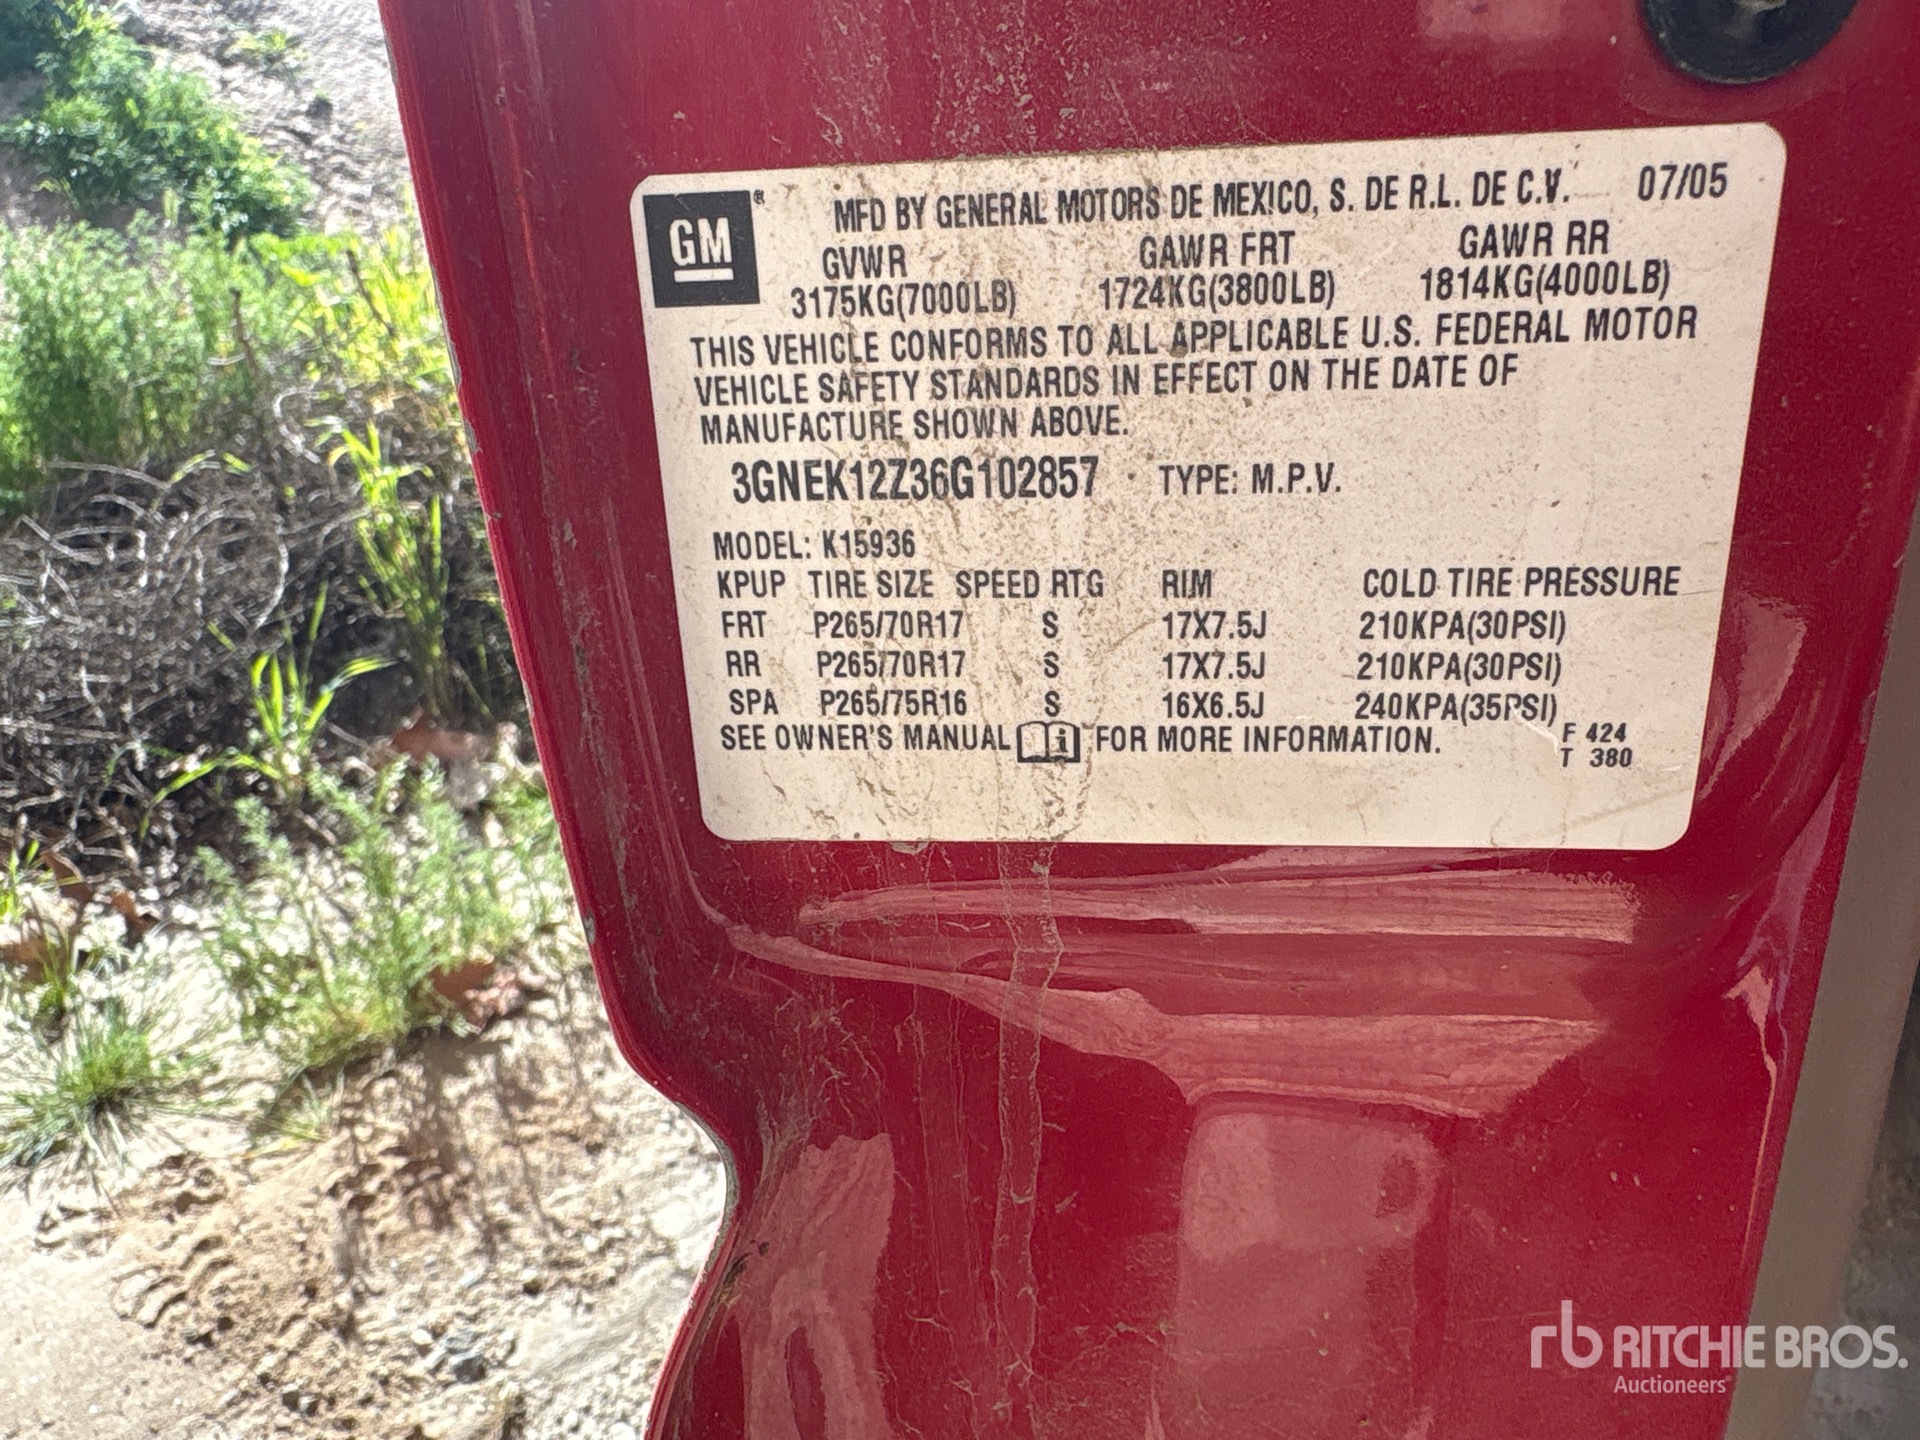 GM ® MFD BY GENERAL MOTORS DE MEXICO, S. DE R.L. DE C.V. 07/05
GVWR GAWR FRT GAWR RR
3175KG(7000LB) 1724KG(3800LB) 1814KG(4000LB)
THIS VEHICLE CONFORMS TO ALL APPLICABLE U.S. FEDERAL MOTOR
VEHICLE SAFETY STANDARDS IN EFFECT ON THE DATE OF
MANUFACTURE SHOWN ABOVE.
3GNEK12Z36G102857 TYPE: M.P.V.
MODEL: K15936
KPUP TIRE SIZE SPEED RTG RIM COLD TIRE PRESSURE
FRT P265/70R17 S 17X7.5J 210KPA(30PSI)
RR P265/70R17 S 17X7.5J 210KPA(30PSI)
SPA P265/75R16 S 16X6.5J 240KPA(35PSI)
SEE OWNER'S MANUAL i FOR MORE INFORMATION.
F 424
T 380
rb RITCHIE BROS.
Auctioneers